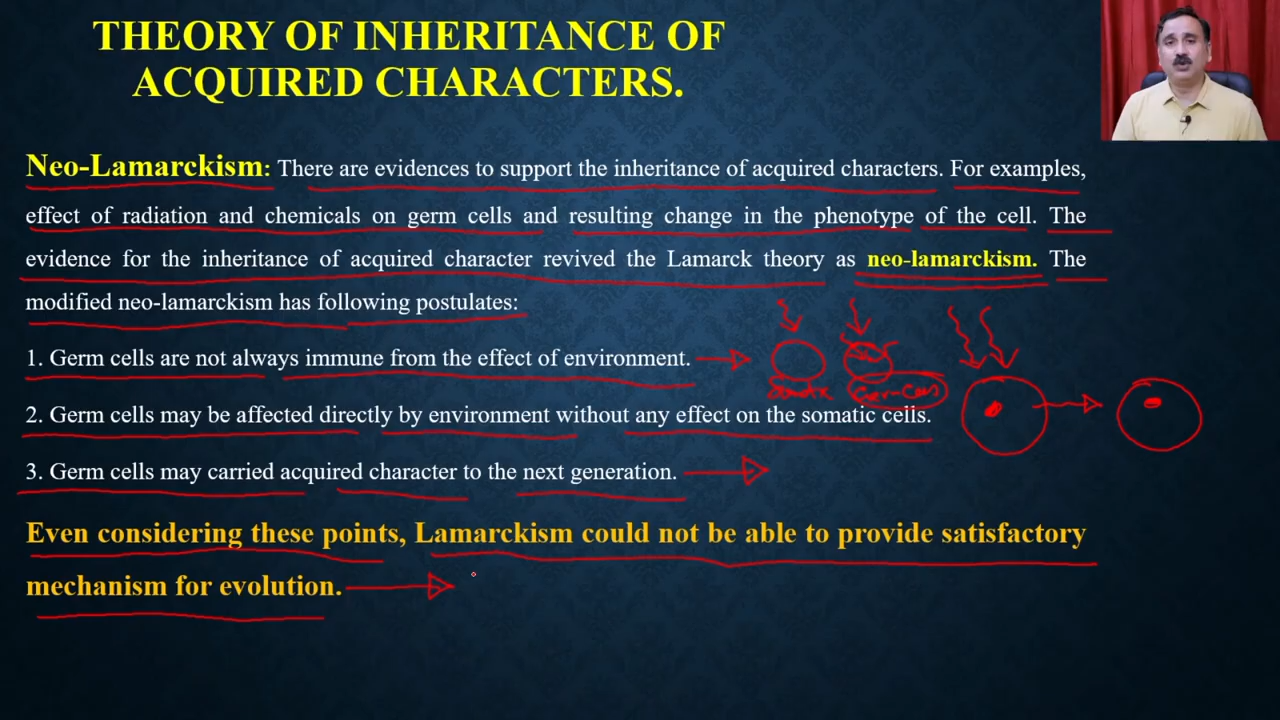 THEORY OF INHERITANCE OF
ACQUIRED CHARACTERS.
Neo-Lamarckism: There are evidences to support the inheritance of acquired characters. For examples,
effect of radiation and chemicals on germ cells and resulting change in the phenotype of the cell. The
evidence for the inheritance of acquired character revived the Lamarck theory as neo-lamarckism. The
modified neo-lamarckism has following postulates:
1. Germ cells are not always immune from the effect of environment.
Germ Cells
2. Germ cells may be affected directly by environment without any effect on the somatic cells.
3. Germ cells may carried acquired character to the next generation.
Even considering these points, Lamarckism could not be able to provide satisfactory
mechanism for evolution.